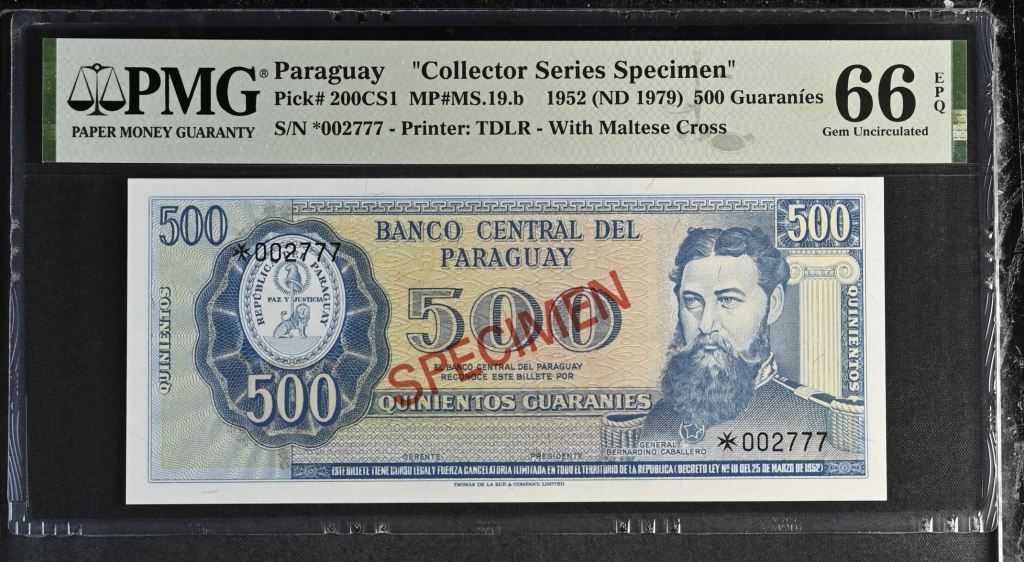 PMG®
PAPER MONEY GUARANTY
Paraguay "Collector Series Specimen"
Pick# 200CS1 MP#MS.19.b 1952 (ND 1979) 500 Guaraníes
S/N *002777 - Printer: TDLR - With Maltese Cross
66
EPQ
Gem Uncirculated
500
BANCO CENTRAL DEL
PARAGUAY
500
✠002777
REPÚBLICA PARAGUAY
PAZ Y JUSTICIA
500
SPECIMEN
QUINIENTOS
QUINIENTOS
EL BANCO CENTRAL DEL PARAGUAY
RECONOCE ESTE BILLETE POR
500
QUINIENTOS GUARANIES
GENERAL
BERNARDINO CABALLERO
✠002777
GERENTE
PRESIDENTE
ESTE BILLETE TIENE CURSO LEGAL Y FUERZA CANCELATORIA ILIMITADA EN TODO EL TERRITORIO DE LA REPUBLICA (DECRETO LEY Nº 18 DEL 25 DE MARZO DE 1952)
THOMAS DE LA RUE & COMPANY, LIMITED.